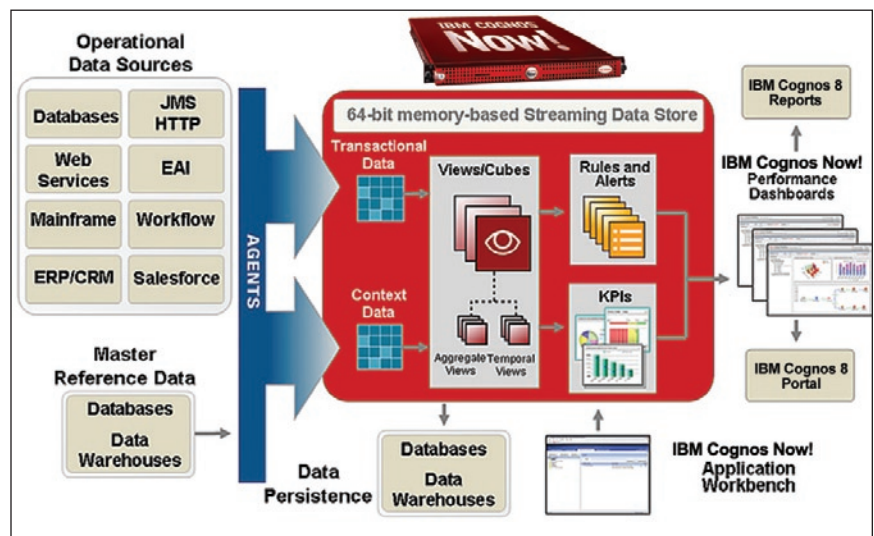 IBM COGNOS
Now!
Operational
Data Sources
Databases
JMS
HTTP
Web
Services
EAI
Mainframe
Workflow
ERP/CRM
Salesforce
Master
Reference Data
Databases
Data
Warehouses
AGENTS
64-bit memory-based Streaming Data Store
Transactional
Data
Context
Data
Views/Cubes
Aggregate
Views
Temporal
Views
Rules and
Alerts
KPIs
Data
Persistence
Databases
Data
Warehouses
IBM Cognos Now!
Application
Workbench
IBM Cognos 8
Reports
IBM Cognos Now!
Performance
Dashboards
IBM Cognos 8
Portal